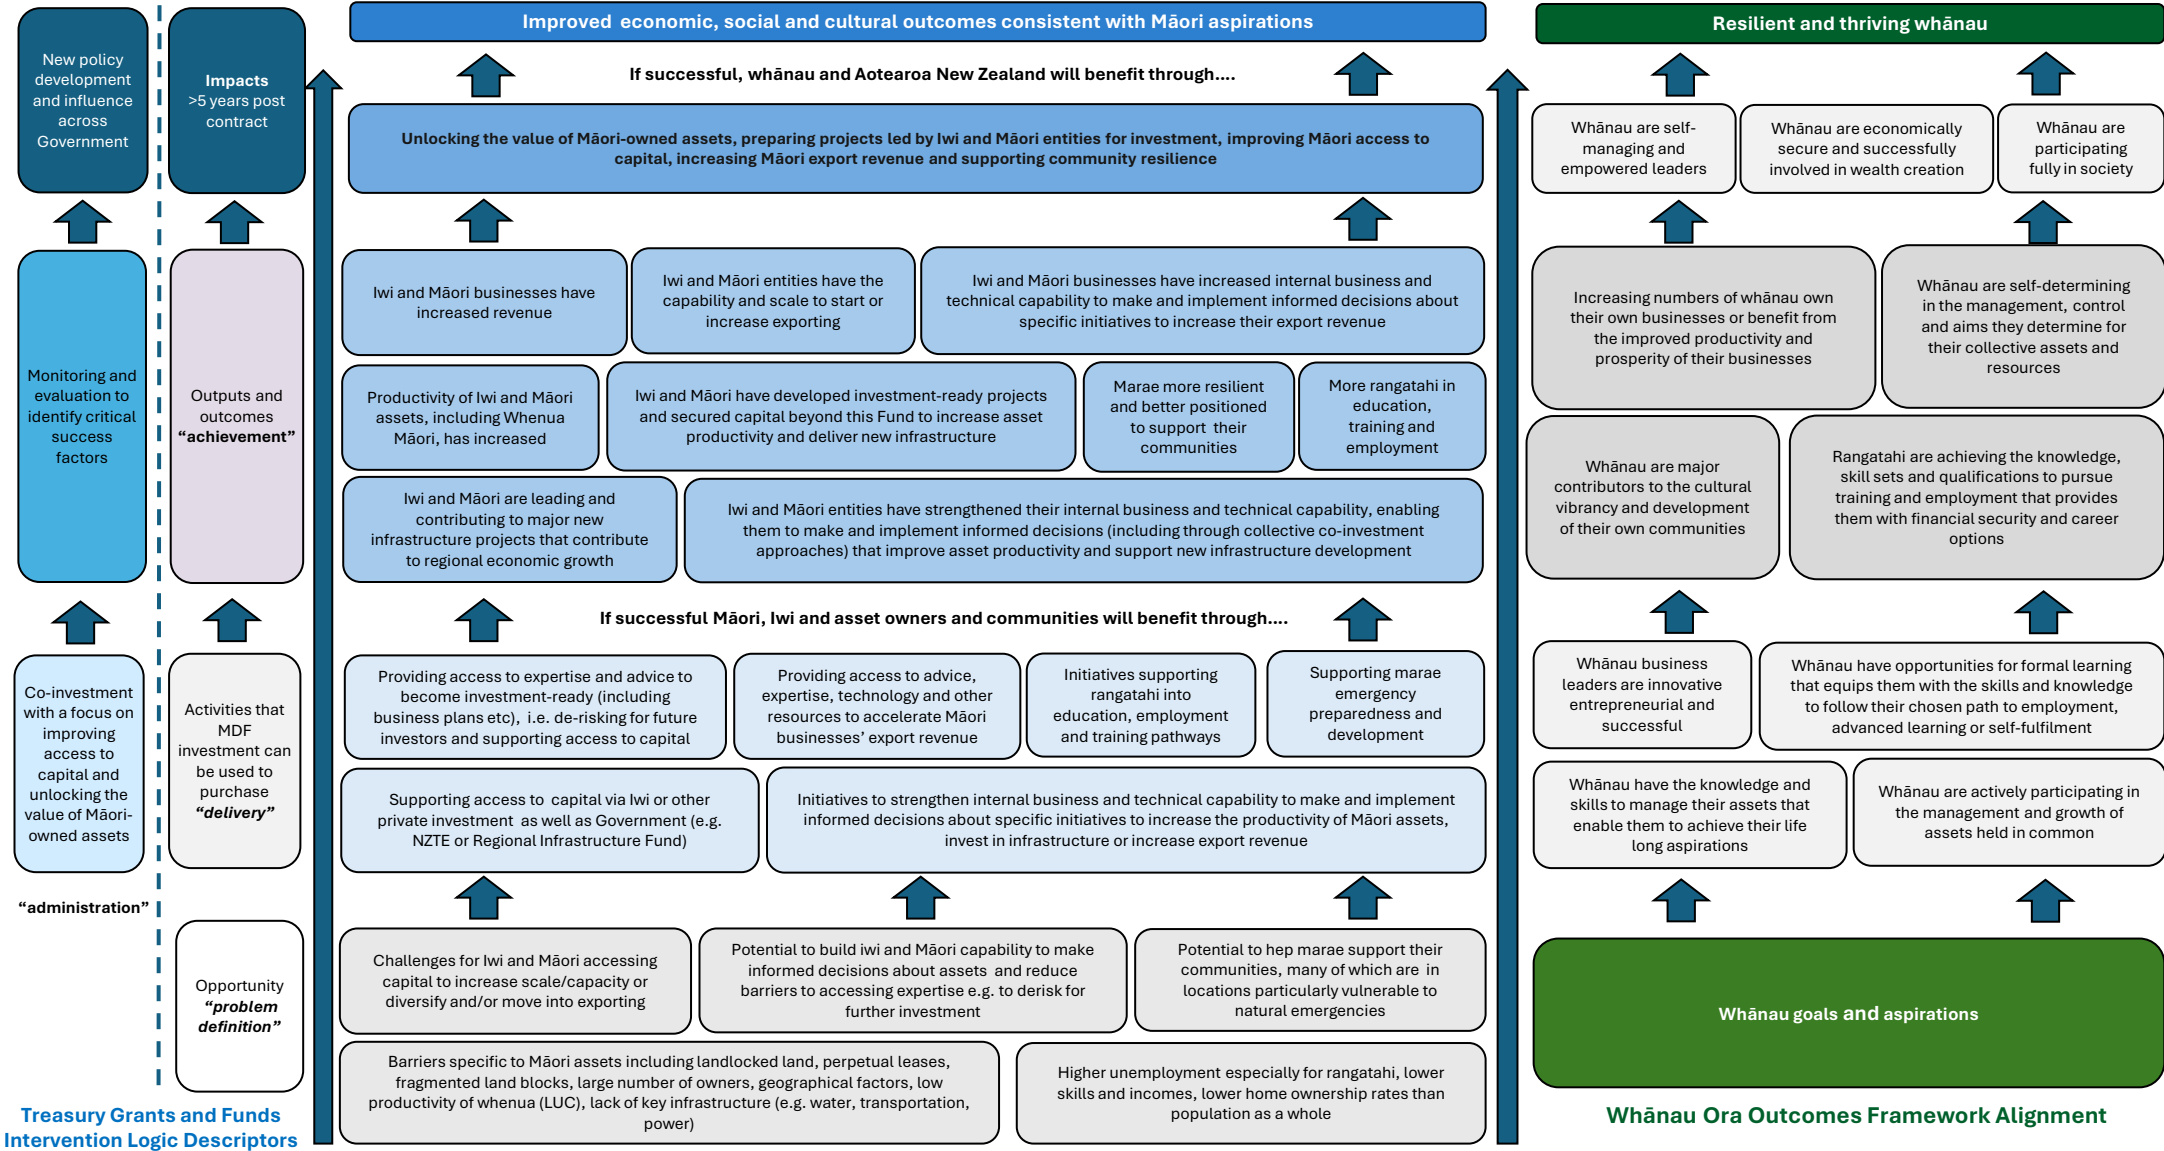 New policy
development
and influence
across
Government
Monitoring and
evaluation to
identify critical
success
factors
Co-investment
with a focus on
improving
access to
capital and
unlocking the
value of Māori-
owned assets
“administration”
Impacts
>5 years post
contract
Outputs and
outcomes
“achievement”
Activities that
MDF
investment can
be used to
purchase
“delivery”
Opportunity
“problem
definition”
Treasury Grants and Funds
Intervention Logic Descriptors
Improved economic, social and cultural outcomes consistent with Māori aspirations
If successful, whānau and Aotearoa New Zealand will benefit through....
Unlocking the value of Māori-owned assets, preparing projects led by Iwi and Māori entities for investment, improving Māori access to
capital, increasing Māori export revenue and supporting community resilience
Iwi and Māori businesses have
increased revenue
Iwi and Māori entities have the
capability and scale to start or
increase exporting
Iwi and Māori businesses have increased internal business and
technical capability to make and implement informed decisions about
specific initiatives to increase their export revenue
Productivity of Iwi and Māori
assets, including Whenua
Māori, has increased
Iwi and Māori have developed investment-ready projects
and secured capital beyond this Fund to increase asset
productivity and deliver new infrastructure
Marae more resilient
and better positioned
to support their
communities
More rangatahi in
education,
training and
employment
Iwi and Māori are leading and
contributing to major new
infrastructure projects that contribute
to regional economic growth
Iwi and Māori entities have strengthened their internal business and technical capability, enabling
them to make and implement informed decisions (including through collective co-investment
approaches) that improve asset productivity and support new infrastructure development
If successful Māori, Iwi and asset owners and communities will benefit through....
Providing access to expertise and advice to
become investment-ready (including
business plans etc), i.e. de-risking for future
investors and supporting access to capital
Providing access to advice,
expertise, technology and other
resources to accelerate Māori
businesses’ export revenue
Initiatives supporting
rangatahi into
education, employment
and training pathways
Supporting marae
emergency
preparedness and
development
Supporting access to capital via Iwi or other
private investment as well as Government (e.g.
NZTE or Regional Infrastructure Fund)
Initiatives to strengthen internal business and technical capability to make and implement
informed decisions about specific initiatives to increase the productivity of Māori assets,
invest in infrastructure or increase export revenue
Challenges for Iwi and Māori accessing
capital to increase scale/capacity or
diversify and/or move into exporting
Potential to build iwi and Māori capability to make
informed decisions about assets and reduce
barriers to accessing expertise e.g. to derisk for
further investment
Potential to hep marae support their
communities, many of which are in
locations particularly vulnerable to
natural emergencies
Barriers specific to Māori assets including landlocked land, perpetual leases,
fragmented land blocks, large number of owners, geographical factors, low
productivity of whenua (LUC), lack of key infrastructure (e.g. water, transportation,
power)
Higher unemployment especially for rangatahi, lower
skills and incomes, lower home ownership rates than
population as a whole
Resilient and thriving whānau
Whānau are self-
managing and
empowered leaders
Whānau are economically
secure and successfully
involved in wealth creation
Whānau are
participating
fully in society
Increasing numbers of whānau own
their own businesses or benefit from
the improved productivity and
prosperity of their businesses
Whānau are self-determining
in the management, control
and aims they determine for
their collective assets and
resources
Whānau are major
contributors to the cultural
vibrancy and development
of their own communities
Rangatahi are achieving the knowledge,
skill sets and qualifications to pursue
training and employment that provides
them with financial security and career
options
Whānau business
leaders are innovative
entrepreneurial and
successful
Whānau have opportunities for formal learning
that equips them with the skills and knowledge
to follow their chosen path to employment,
advanced learning or self-fulfilment
Whānau have the knowledge and
skills to manage their assets that
enable them to achieve their life
long aspirations
Whānau are actively participating in
the management and growth of
assets held in common
Whānau goals and aspirations
Whānau Ora Outcomes Framework Alignment